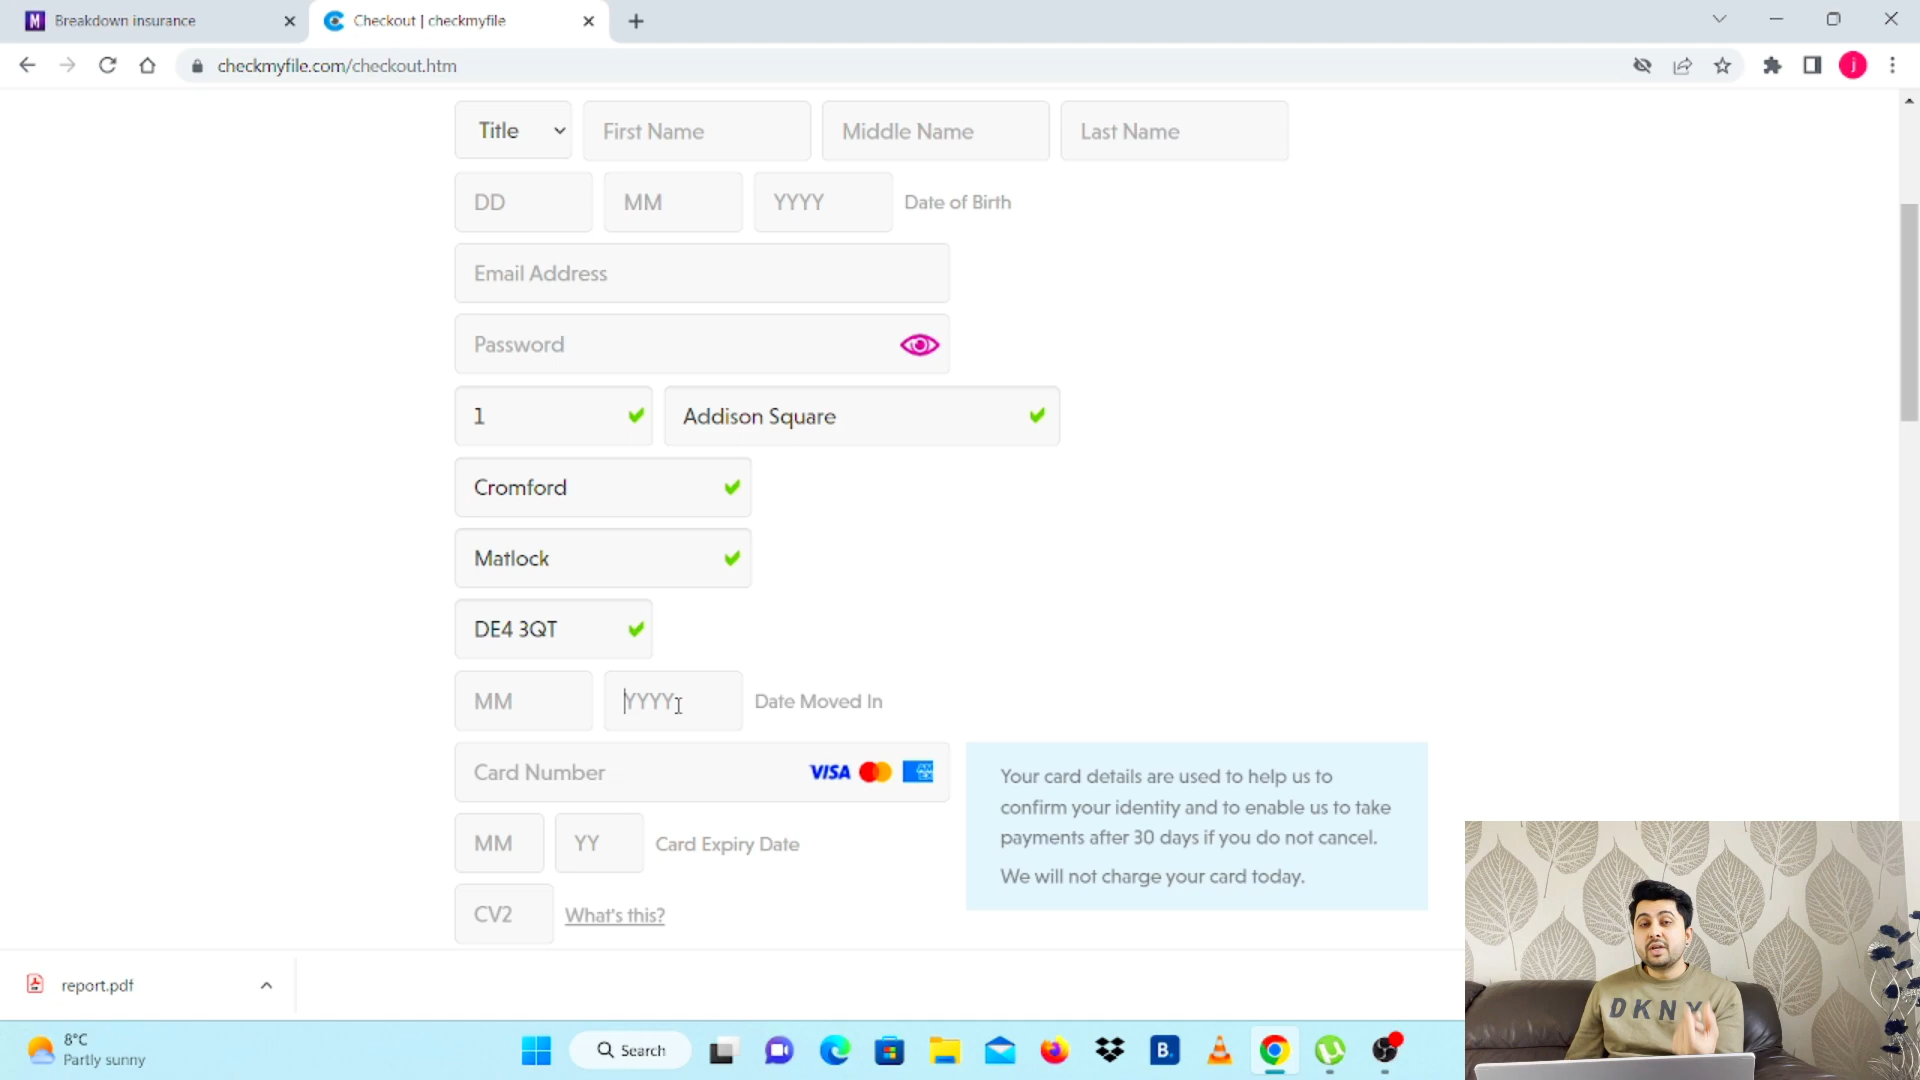 Breakdown insurance
Checkout | checkmyfile
checkmyfile.com/checkout.htm
j
Title
First Name
Middle Name
Last Name
DD
MM
YYYY
Date of Birth
Email Address
Password
1
Addison Square
Cromford
Matlock
DE4 3QT
MM
YYYY
Date Moved In
Card Number
VISA
Your card details are used to help us to
confirm your identity and to enable us to take
payments after 30 days if you do not cancel.
We will not charge your card today.
MM
YY
Card Expiry Date
CV2
What's this?
report.pdf
DKNY
8°C
Partly sunny
Search
B.